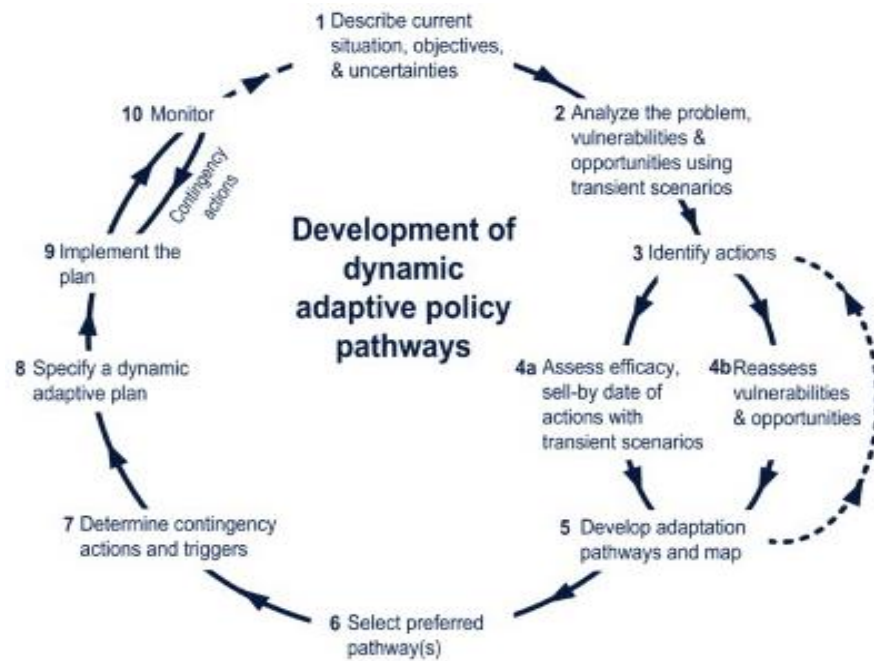 1 Describe current
situation, objectives,
& uncertainties
2 Analyze the problem,
vulnerabilities &
opportunities using
transient scenarios
3 Identify actions
4a Assess efficacy,
sell-by date of
actions with
transient scenarios
4b Reassess
vulnerabilities
& opportunities
5 Develop adaptation
pathways and map
6 Select preferred
pathway(s)
7 Determine contingency
actions and triggers
8 Specify a dynamic
adaptive plan
9 Implement the
plan
10 Monitor
Contingency
actions
Development of
dynamic
adaptive policy
pathways